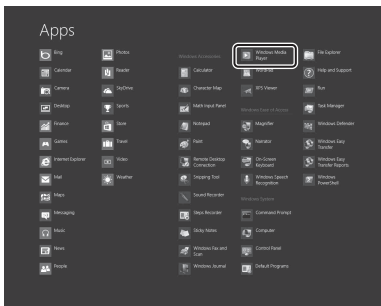 Apps
Bing
Calendar
Camera
Desktop
Finance
Games
Internet Explorer
Mail
Maps
Messaging
Music
News
People
Photos
Reader
SkyDrive
Sports
Store
Travel
Video
Weather
Windows Accessories
Calculator
Character Map
Math Input Panel
Notepad
Paint
Remote Desktop
Connection
Snipping Tool
Sound Recorder
Steps Recorder
Sticky Notes
Windows Fax and
Scan
Windows Journal
Windows Media
Player
WordPad
XPS Viewer
Windows Ease of Access
Magnifier
Narrator
On-Screen
Keyboard
Windows Speech
Recognition
Windows System
Command Prompt
Computer
Control Panel
Default Programs
File Explorer
Help and Support
Run
Task Manager
Windows Defender
Windows Easy
Transfer
Windows Easy
Transfer Reports
Windows
PowerShell